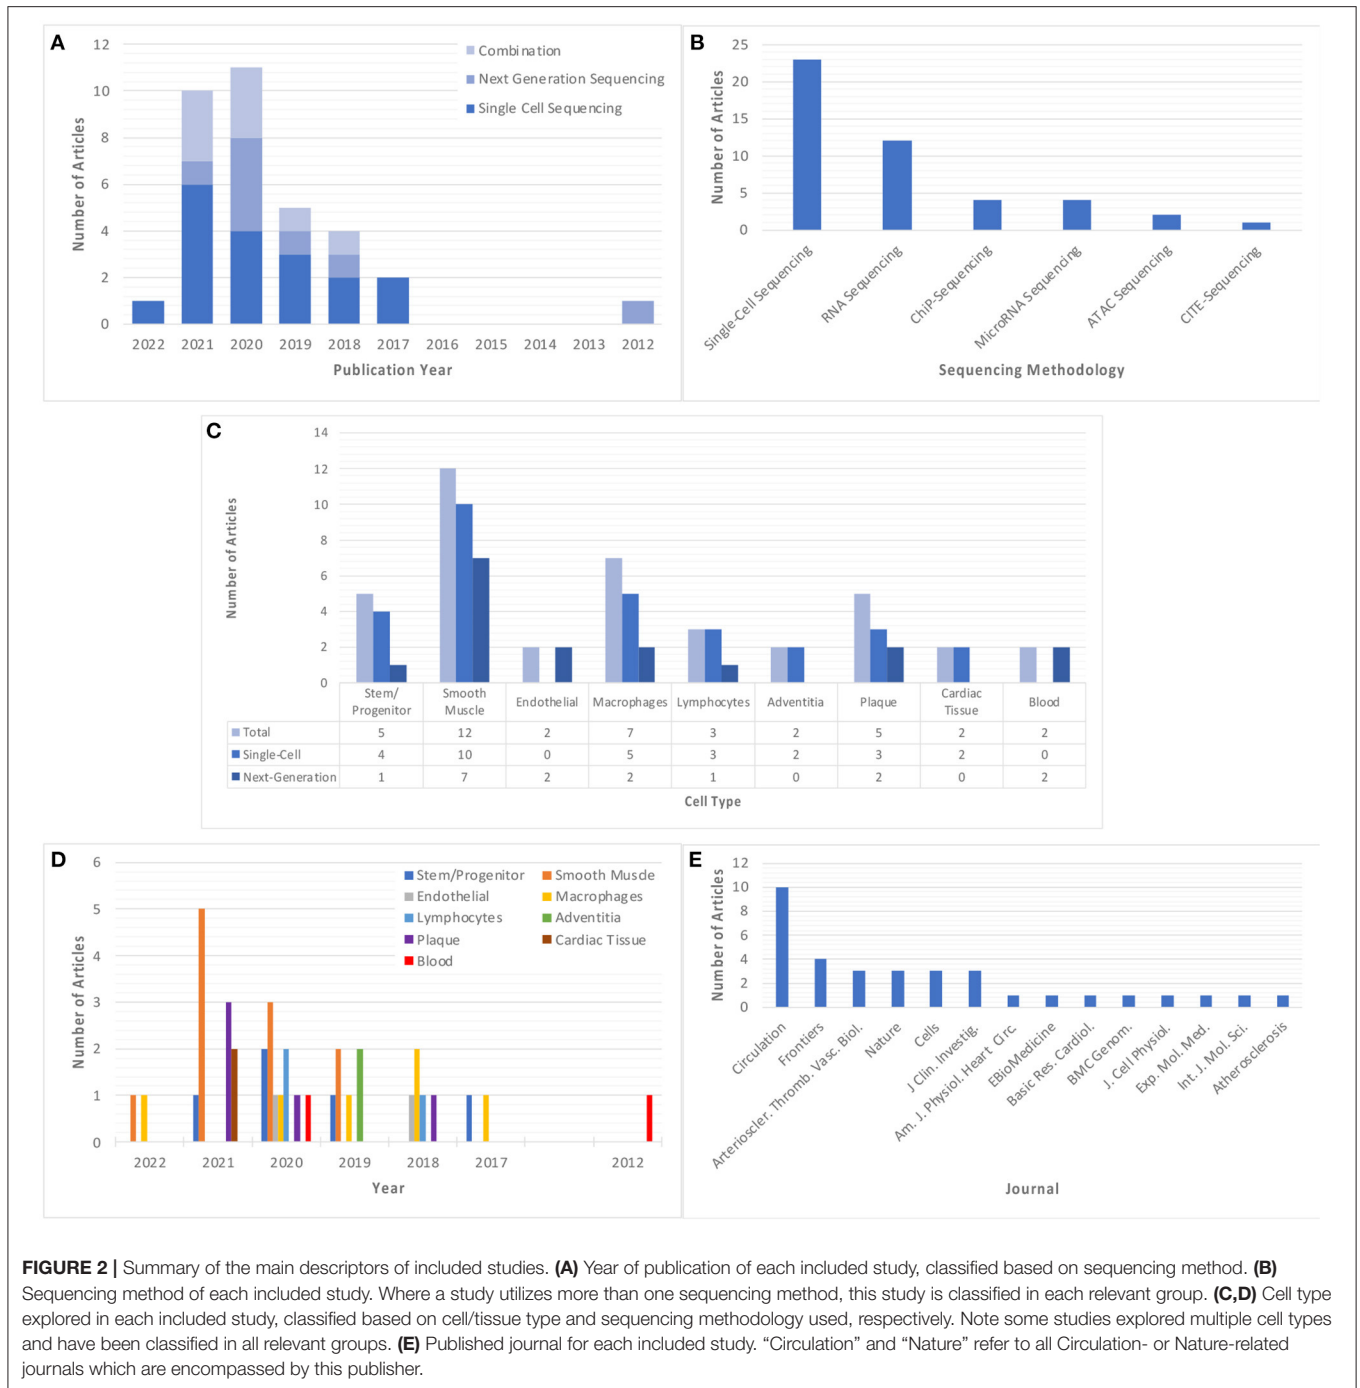 A
12
10
8
6
4
2
0
Number of Articles
Combination
Next Generation Sequencing
Single Cell Sequencing
2022 2021 2020 2019 2018 2017 2016 2015 2014 2013 2012
Publication Year
B
25
20
15
10
5
0
Number of Articles
Single-Cell Sequencing
RNA Sequencing
ChiP-Sequencing
MicroRNA Sequencing
ATAC Sequencing
CITE-Sequencing
Sequencing Methodology
C
14
12
10
8
6
4
2
0
Number of Articles
Stem/ Progenitor Smooth Muscle Endothelial Macrophages Lymphocytes Adventitia Plaque Cardiac Tissue Blood
Total 5 12 2 7 3 2 5 2 2
Single-Cell 4 10 0 5 3 2 3 2 0
Next-Generation 1 7 2 2 1 0 2 0 2
Cell Type
D
6
5
4
3
2
1
0
Number of Articles
Stem/Progenitor Smooth Muscle
Endothelial Macrophages
Lymphocytes Adventitia
Plaque Cardiac Tissue
Blood
2022 2021 2020 2019 2018 2017 2012
Year
E
12
10
8
6
4
2
0
Number of Articles
Circulation
Frontiers
Arterioscler. Thromb. Vasc. Biol.
Nature
Cells
J Clin. Investig.
Am. J. Physiol. Heart Circ.
EBioMedicine
Basic Res. Cardiol.
BMC Genom.
J. Cell Physiol.
Exp. Mol. Med.
Int. J. Mol. Sci.
Atherosclerosis
Journal
FIGURE 2 | Summary of the main descriptors of included studies. (A) Year of publication of each included study, classified based on sequencing method. (B)
Sequencing method of each included study. Where a study utilizes more than one sequencing method, this study is classified in each relevant group. (C,D) Cell type
explored in each included study, classified based on cell/tissue type and sequencing methodology used, respectively. Note some studies explored multiple cell types
and have been classified in all relevant groups. (E) Published journal for each included study. “Circulation” and “Nature” refer to all Circulation- or Nature-related
journals which are encompassed by this publisher.